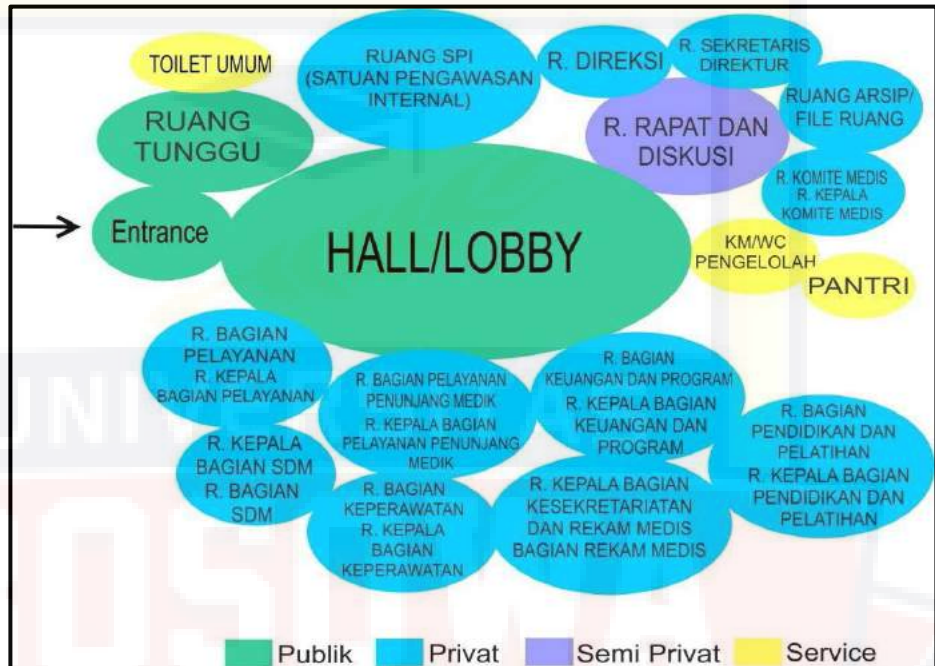 TOILET UMUM
RUANG
TUNGGU
Entrance
RUANG SPI
(SATUAN PENGAWASAN
INTERNAL)
R. DIREKSI
R. SEKRETARIS
DIREKTUR
RUANG ARSIP/
FILE RUANG
R. RAPAT DAN
DISKUSI
R. KOMITE MEDIS
R. KEPALA
KOMITE MEDIS
HALL/LOBBY
KM/WC
PENGELOLAH
PANTRI
R. BAGIAN
PELAYANAN
R. KEPALA
BAGIAN PELAYANAN
R. BAGIAN PELAYANAN
PENUNJANG MEDIK
R. KEPALA BAGIAN
PELAYANAN PENUNJANG
MEDIK
R. BAGIAN
KEUANGAN DAN PROGRAM
R. KEPALA BAGIAN
KEUANGAN DAN
PROGRAM
R. BAGIAN
PENDIDIKAN DAN
PELATIHAN
R. KEPALA BAGIAN
PENDIDIKAN DAN
PELATIHAN
R. KEPALA
BAGIAN SDM
R. BAGIAN
SDM
R. BAGIAN
KEPERAWATAN
R. KEPALA
BAGIAN
KEPERAWATAN
R. KEPALA BAGIAN
KESEKRETARIATAN
DAN REKAM MEDIS
BAGIAN REKAM MEDIS
Publik
Privat
Semi Privat
Service